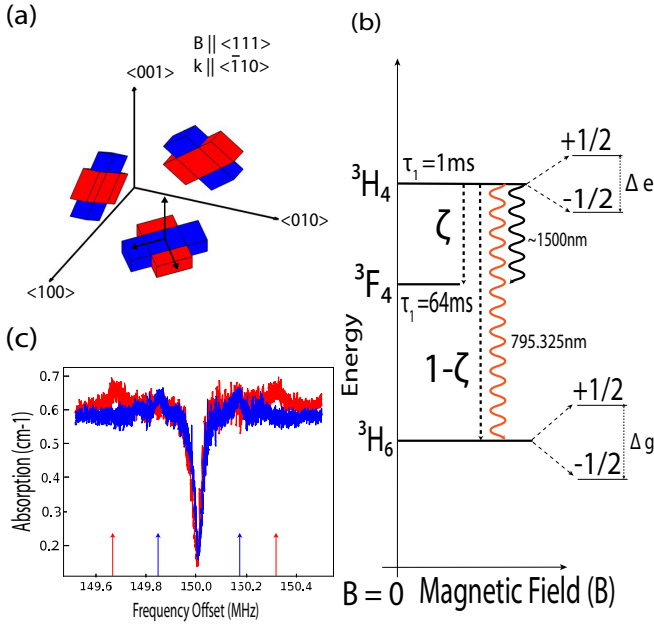 (a)
B || <111>
k || <1̅10>
<001>
<010>
<100>
(b)
+1/2
-1/2
Δ e
³H₄
τ₁ =1ms
ζ
~1500nm
³F₄
τ₁ =64ms
795.325nm
1-ζ
Energy
+1/2
-1/2
Δ g
³H₆
B = 0 Magnetic Field (B)
(c)
0.7
0.6
0.5
0.4
0.3
0.2
Absorption (cm-1)
149.6 149.8 150.0 150.2 150.4
Frequency Offset (MHz)